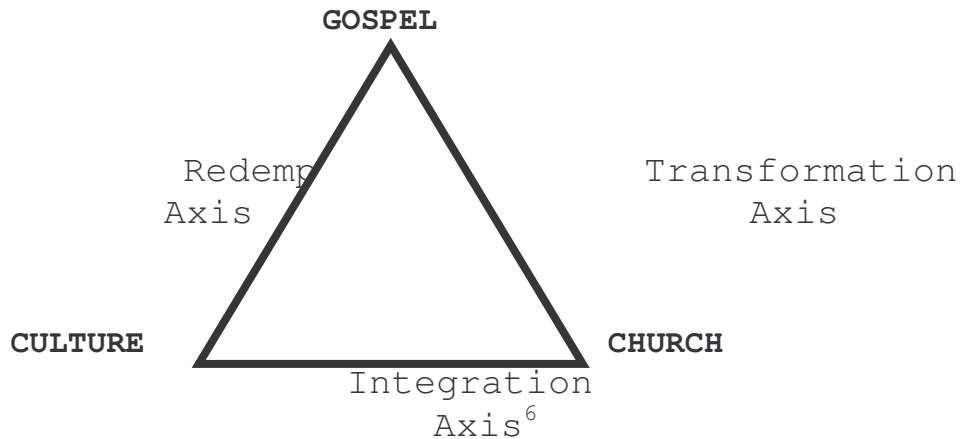 GOSPEL
Redemp
Axis
Transformation
Axis
CULTURE
CHURCH
Integration
Axis⁶